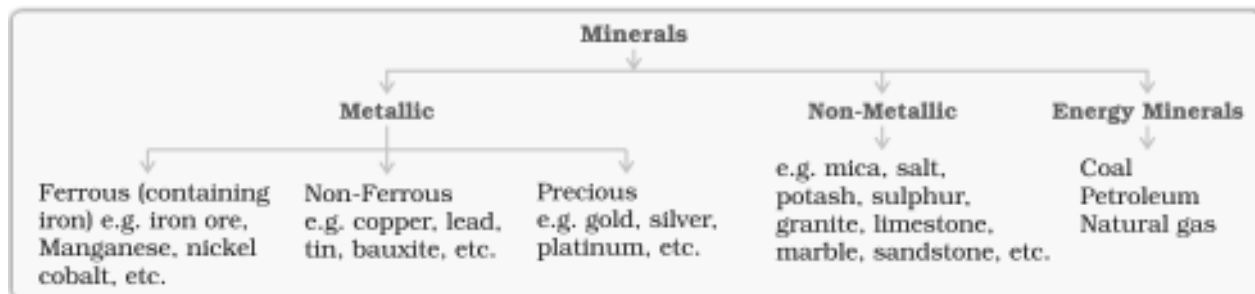 Minerals
Metallic
Non-Metallic
Energy Minerals
Ferrous (containing
iron) e.g. iron ore,
Manganese, nickel
cobalt, etc.
Non-Ferrous
e.g. copper, lead,
tin, bauxite, etc.
Precious
e.g. gold, silver,
platinum, etc.
e.g. mica, salt,
potash, sulphur,
granite, limestone,
marble, sandstone, etc.
Coal
Petroleum
Natural gas